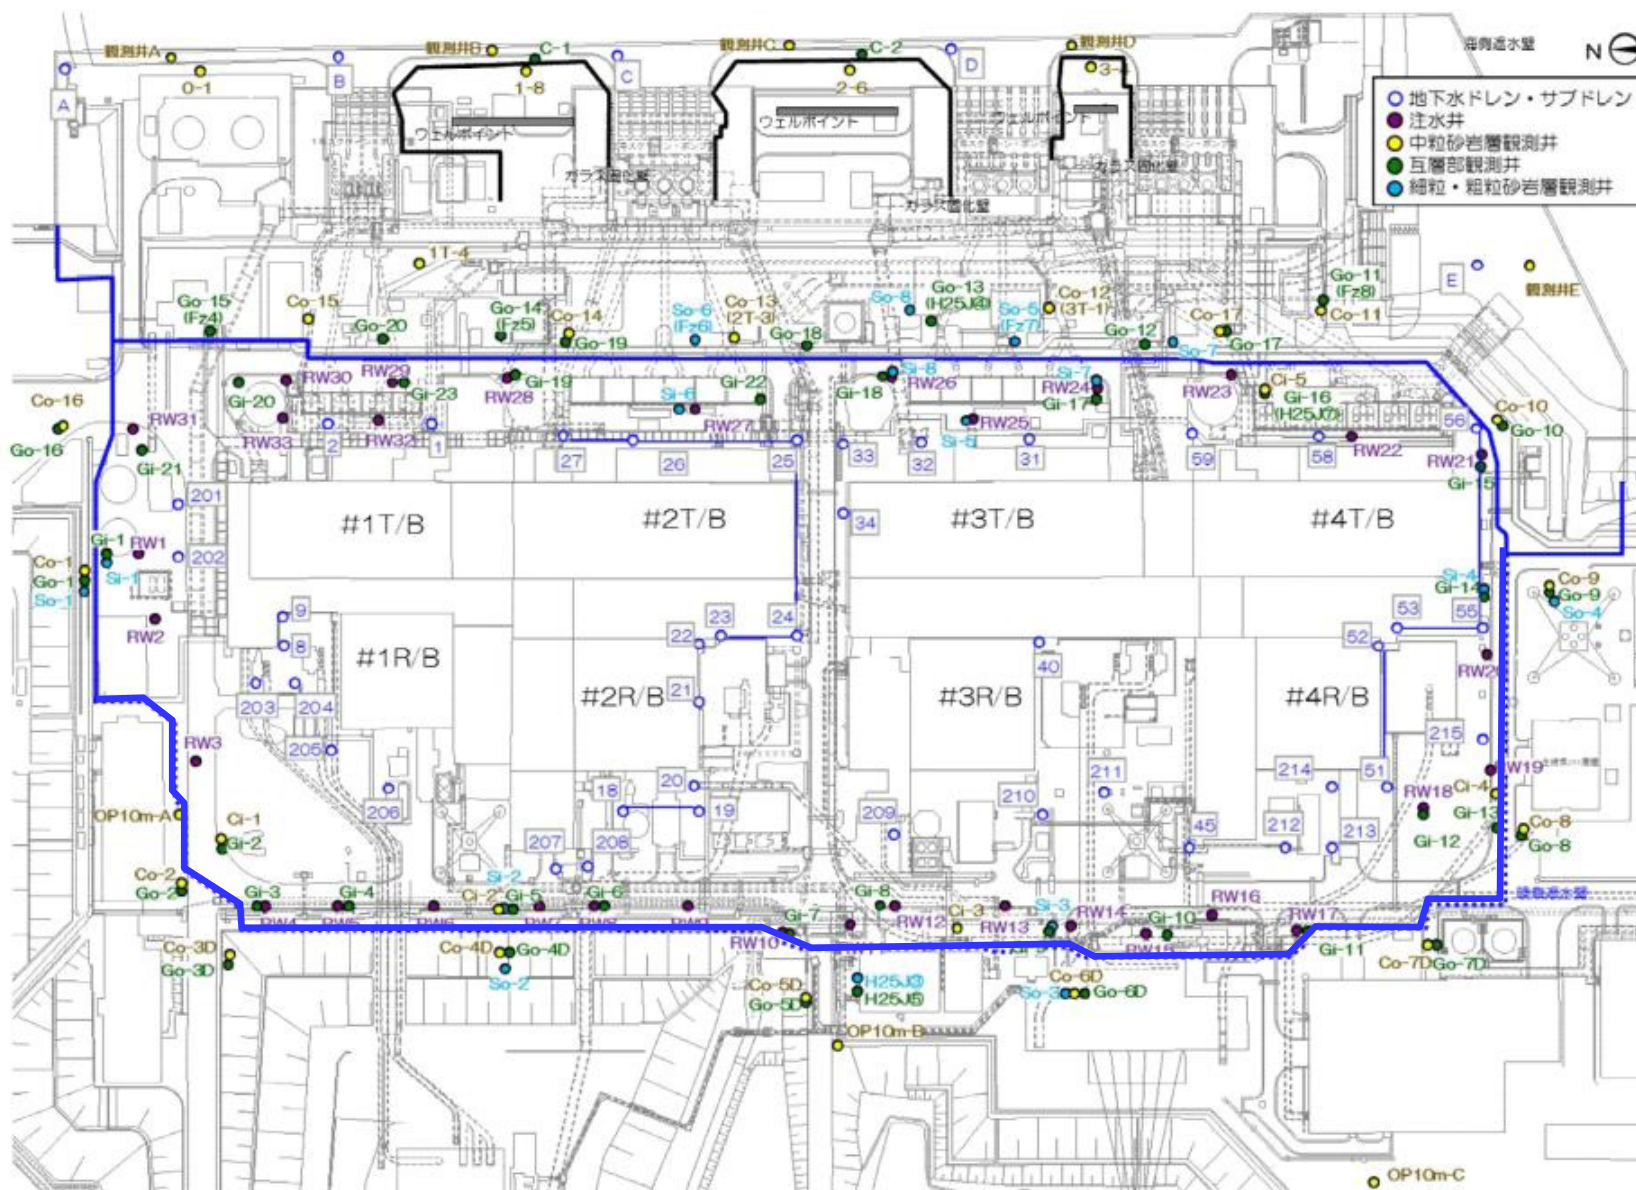 観測井A
観測井B
C-1
観測井C
C-2
観測井D
海側遮水壁
N
A
0-1
B
1-8
C
2-6
D
3-4
地下水ドレン・サブドレン
注水井
中粒砂岩層観測井
互層部観測井
細粒・粗粒砂岩層観測井
ウェルポイント
ウェルポイント
ウェルポイント
ガラス固化壁
ガラス固化壁
ガラス固化壁
1T-4
E
観測井E
Go-15
(Fz4)
Co-15
Go-20
Go-14
(Fz5)
Co-14
Go-19
So-6
(Fz6)
Co-13
(2T-3)
Go-18
So-8
Go-13
(H25J④)
So-5
(Fz7)
Co-12
(3T-1)
Go-12
So-7
Co-17
Go-17
Go-11
(Fz8)
Co-11
Co-16
Go-16
RW31
Gi-21
Gi-20
RW30
RW33
RW29
Gi-23
RW32
RW28
Gi-19
Si-6
RW27
Gi-22
Gi-18
Si-8
RW26
RW25
Si-5
Si-7
RW24
Gi-17
RW23
Ci-5
Gi-16
(H25J⑦)
RW22
56
Co-10
Go-10
RW21
Gi-15
2
1
27
26
25
33
32
31
59
58
201
202
34
#1T/B
#2T/B
#3T/B
#4T/B
Gi-1
RW1
Si-1
Co-1
Go-1
So-1
RW2
Si-4
Gi-14
Co-9
Go-9
So-4
9
8
22
23
24
40
52
53
55
#1R/B
#2R/B
#3R/B
#4R/B
21
203
204
205
206
215
RW3
20
18
19
209
210
211
214
51
RW18
RW19
Ci-4
Gi-13
Gi-12
Co-8
Go-8
OP10m-A
Ci-1
Gi-2
207
208
45
212
213
Co-2
Go-2
Gi-3
RW4
Gi-4
RW5
RW6
Si-2
Ci-2
Gi-5
RW7
Gi-6
RW8
RW9
RW10
Gi-7
Gi-8
RW12
Ci-3
RW13
Si-3
RW14
RW15
Gi-10
RW16
RW17
Gi-11
陸側遮水壁
Co-3D
Go-3D
Co-4D
Go-4D
So-2
Co-5D
Go-5D
H25J③
H25J⑤
Co-6D
So-3
Go-6D
Co-7D
Go-7D
OP10m-B
OP10m-C